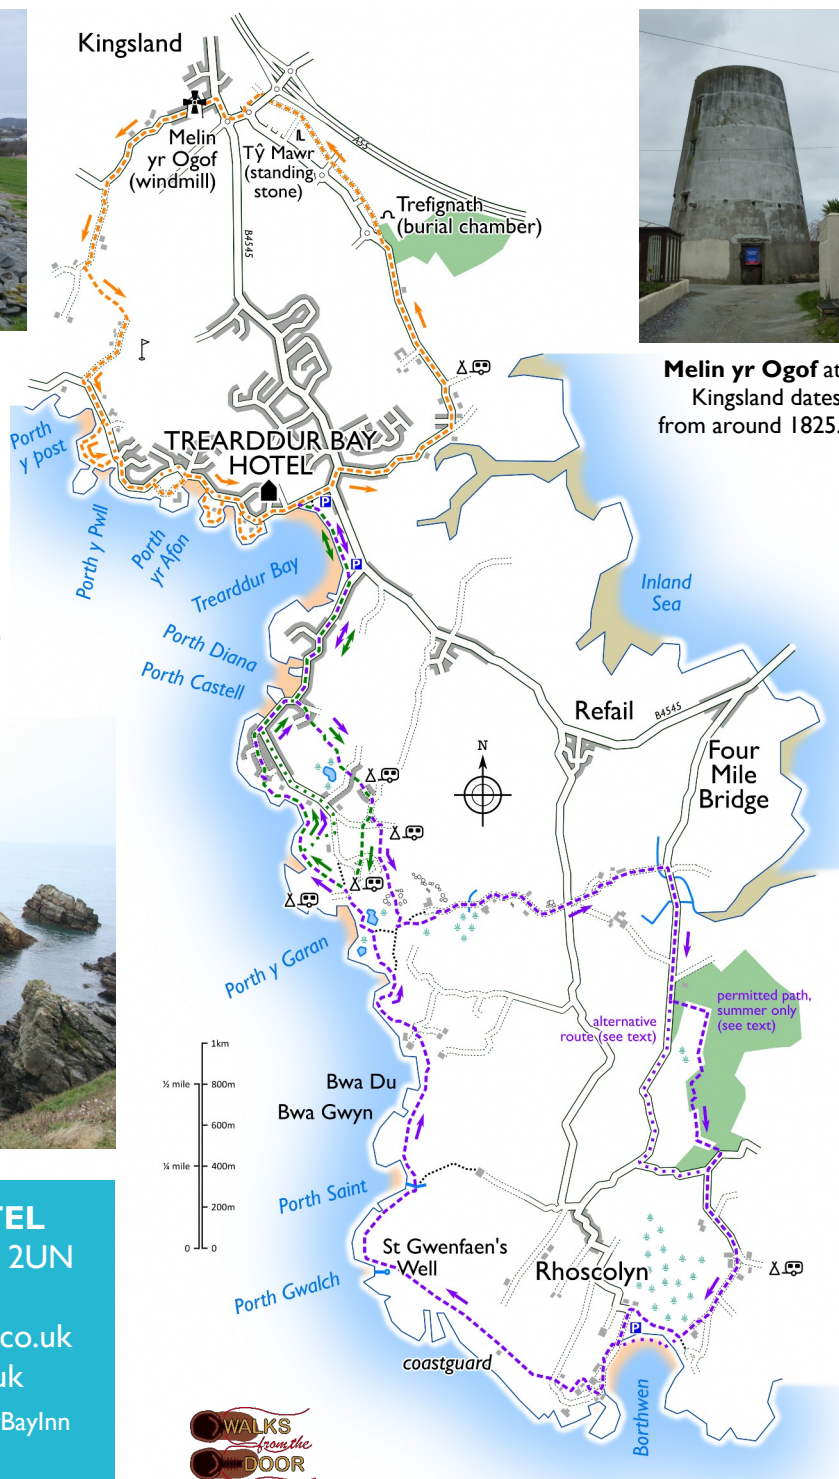 Kingsland
Melin
yr Ogof
(windmill)
Tŷ Mawr
(standing
stone)
A55
Trefignath
(burial chamber)
B4545
Melin yr Ogof at
Kingsland dates
from around 1825.
Porth
y post
TREARDDUR BAY
HOTEL
P
Porth y Pwll
Porth
yr Afon
Trearddur Bay
P
Inland
Sea
Porth Diana
Porth Castell
Refail
B4545
Four
Mile
Bridge
N
Porth y Garan
permitted path,
summer only
(see text)
alternative
route (see text)
1km
½ mile
800m
600m
¼ mile
400m
200m
0
0
Bwa Du
Bwa Gwyn
Porth Saint
St Gwenfaen's
Well
Rhoscolyn
Porth Gwalch
P
coastguard
Borthwen
TEL
2UN
co.uk
uk
BayInn
WALKS
from the
DOOR